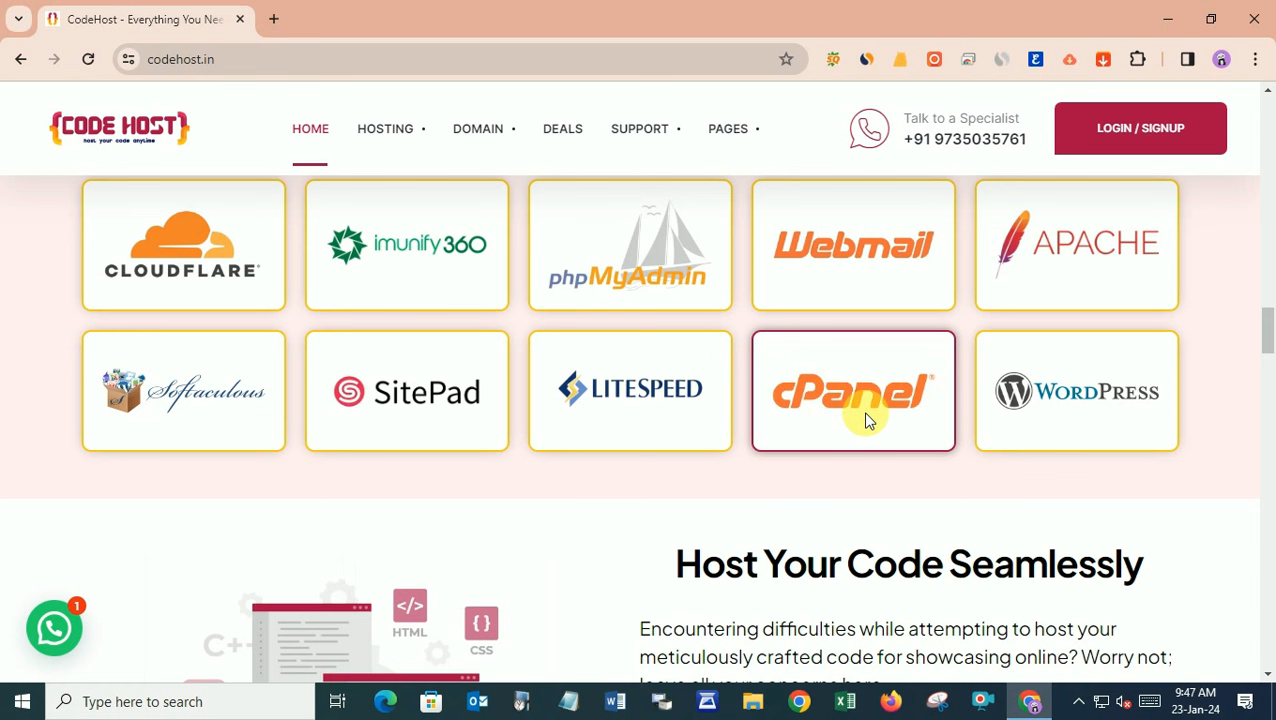 CodeHost - Everything You Nee
codehost.in
{CODE HOST}
host your code anytime
HOME
HOSTING
DOMAIN
DEALS
SUPPORT
PAGES
Talk to a Specialist
+91 9735035761
LOGIN / SIGNUP
CLOUDFLARE
imunify360
phpMyAdmin
Webmail
APACHE
Softaculous
SitePad
LITESPEED
cPanel®
WORDPRESS
Host Your Code Seamlessly
Encountering difficulties while attempting to host your
meticulously crafted code for showcasing online? Worry not;
C++
</>
HTML
{ }
CSS
1
Type here to search
9:47 AM
23-Jan-24